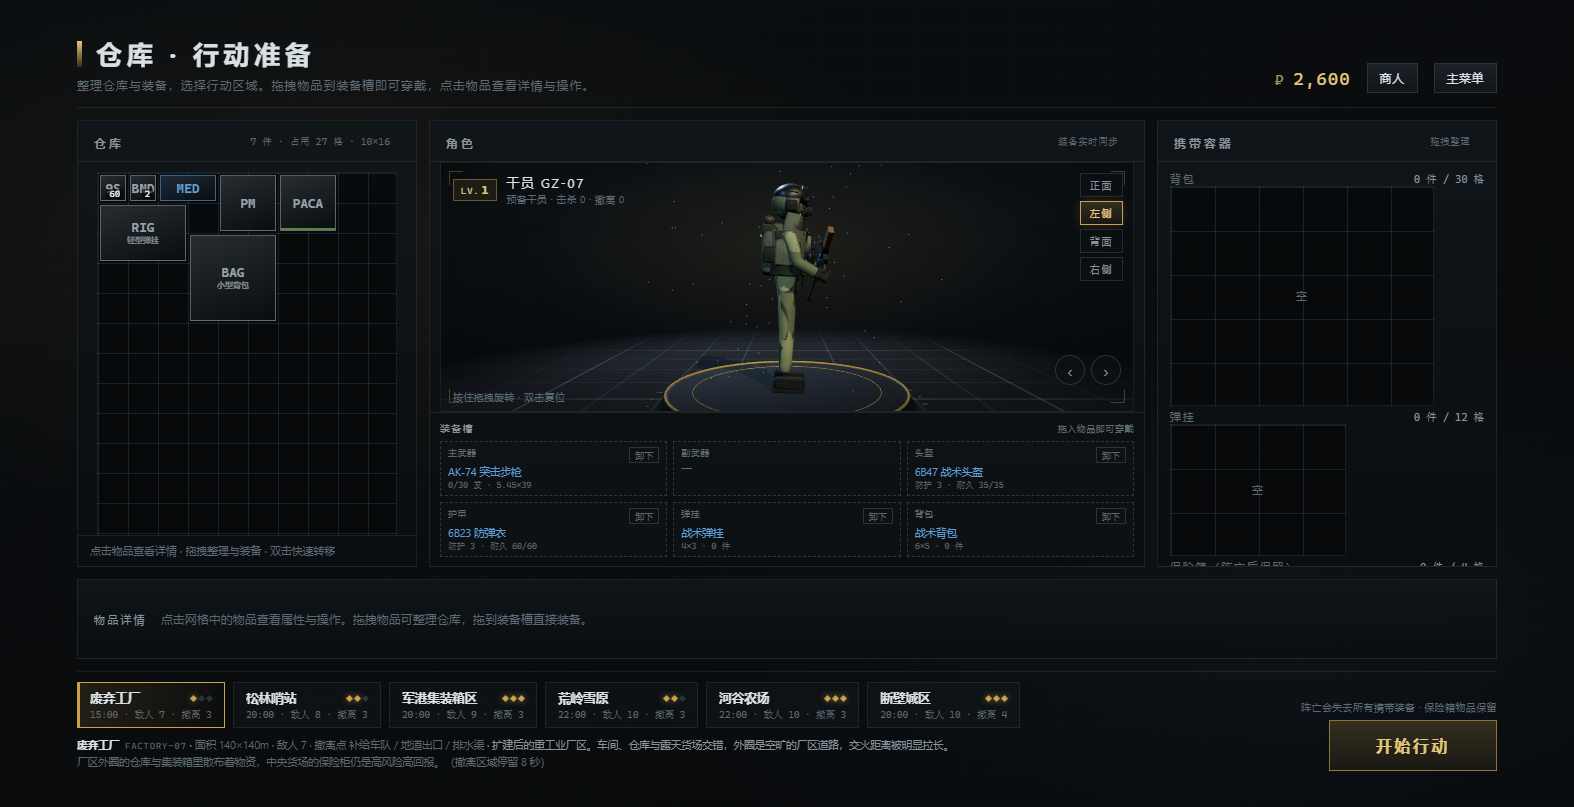 仓库 · 行动准备
整理仓库与装备，选择行动区域。拖拽物品到装备槽即可穿戴，点击物品查看详情与操作。
₽ 2,600
商人
主菜单
仓库
7 件 · 占用 27 格 · 10×16
60
BND
2
MED
PM
PACA
RIG
轻型弹挂
BAG
小型背包
点击物品查看详情 · 拖拽整理与装备 · 双击快速转移
角色
装备实时同步
LV. 1
干员 GZ-07
预备干员 · 击杀 0 · 撤离 0
正面
左侧
背面
右侧
‹
›
按住拖拽旋转 · 双击复位
装备槽
拖入物品即可穿戴
主武器
卸下
AK-74 突击步枪
0/30 发 · 5.45×39
副武器
—
头盔
卸下
6B47 战术头盔
防护 3 · 耐久 35/35
护甲
卸下
6B23 防弹衣
防护 3 · 耐久 60/60
弹挂
卸下
战术弹挂
4×3 · 0 件
背包
卸下
战术背包
6×5 · 0 件
携带容器
拖拽整理
背包
0 件 / 30 格
空
弹挂
0 件 / 12 格
空
保险箱（阵亡后保留）
物品详情
点击网格中的物品查看属性与操作。拖拽物品可整理仓库，拖到装备槽直接装备。
废弃工厂 ◆◆◆
15:00 · 敌人 7 · 撤离 3
松林哨站 ◆◆◆
20:00 · 敌人 8 · 撤离 3
军港集装箱区 ◆◆◆
20:00 · 敌人 9 · 撤离 3
荒岭雪原 ◆◆◆
22:00 · 敌人 10 · 撤离 3
河谷农场 ◆◆◆
22:00 · 敌人 10 · 撤离 3
断壁城区 ◆◆◆
20:00 · 敌人 10 · 撤离 4
废弃工厂 FACTORY-07 · 面积 140×140m · 敌人 7 · 撤离点 补给车队 / 地道出口 / 排水渠 · 扩建后的重工业厂区。车间、仓库与露天货场交错，外圈是空旷的厂区道路，交火距离被明显拉长。
厂区外圈的仓库与集装箱里散布着物资，中央货场的保险柜仍是高风险高回报。（撤离区域停留 8 秒）
阵亡会失去所有携带装备 · 保险箱物品保留
开始行动